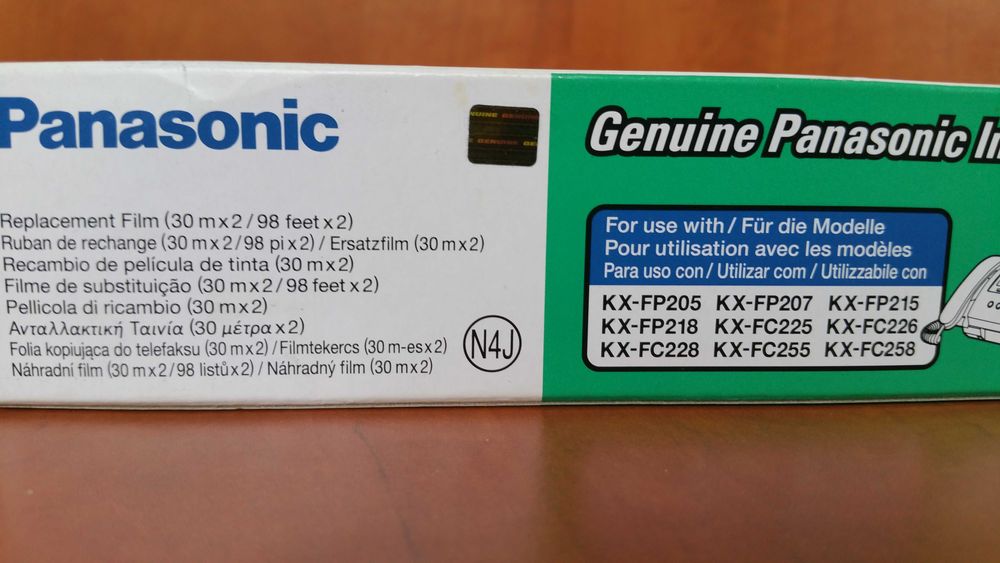 Panasonic
GENUINE
GENUINE
Replacement Film (30 m x 2 / 98 feet x 2)
Ruban de rechange (30 m x 2 / 98 pi x 2) / Ersatzfilm (30 m x 2)
Recambio de película de tinta (30 m x 2)
Filme de substituição (30 m x 2 / 98 feet x 2)
Pellicola di ricambio (30 m x 2)
Ανταλλακτική Ταινία (30 μέτρα x 2)
Folia kopiująca do telefaksu (30 m x 2) / Filmtekercs (30 m-es x 2)
Náhradní film (30 m x 2 / 98 listů x 2) / Náhradný film (30 m x 2)
N4J
Genuine Panasonic
For use with / Für die Modelle
Pour utilisation avec les modèles
Para uso con / Utilizar com / Utilizzabile con
KX-FP205 KX-FP207 KX-FP215
KX-FP218 KX-FC225 KX-FC226
KX-FC228 KX-FC255 KX-FC258